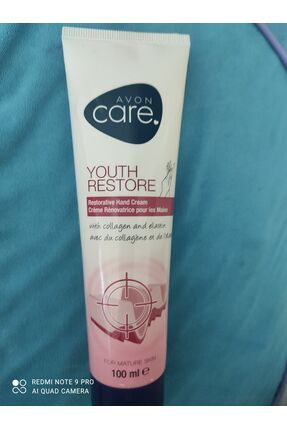 AVON
care
YOUTH
RESTORE
Restorative Hand Cream
Crème Rénovatrice pour les Mains
with collagen and elastin
avec du collagène et de
FOR MATURE SKIN
100 ml e
REDMI NOTE 9 PRO
AI QUAD CAMERA